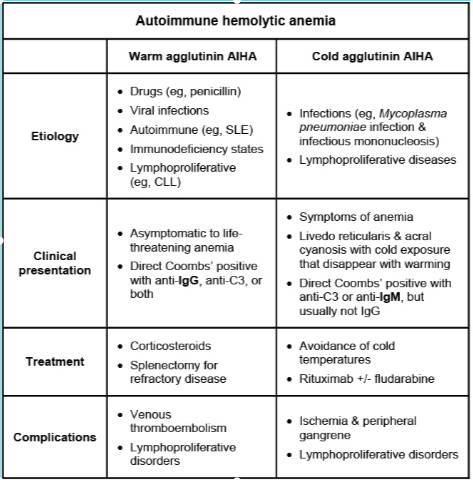 Autoimmune hemolytic anemia
Warm agglutinin AIHA
Cold agglutinin AIHA
Etiology
• Drugs (eg, penicillin)
• Viral infections
• Autoimmune (eg, SLE)
• Immunodeficiency states
• Lymphoproliferative
(eg, CLL)
• Infections (eg, Mycoplasma
pneumoniae infection &
infectious mononucleosis)
• Lymphoproliferative diseases
Clinical
presentation
• Asymptomatic to life-
threatening anemia
• Direct Coombs' positive
with anti-IgG, anti-C3, or
both
• Symptoms of anemia
• Livedo reticularis & acral
cyanosis with cold exposure
that disappear with warming
• Direct Coombs' positive with
anti-C3 or anti-IgM, but
usually not IgG
Treatment
• Corticosteroids
• Splenectomy for
refractory disease
• Avoidance of cold
temperatures
• Rituximab +/- fludarabine
Complications
• Venous
thromboembolism
• Lymphoproliferative
disorders
• Ischemia & peripheral
gangrene
• Lymphoproliferative disorders